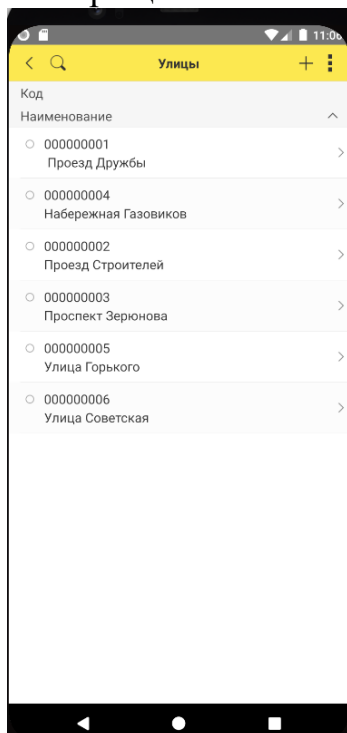 11:06
Улицы
Код
Наименование
000000001
Проезд Дружбы
000000004
Набережная Газовиков
000000002
Проезд Строителей
000000003
Проспект Зерюнова
000000005
Улица Горького
000000006
Улица Советская